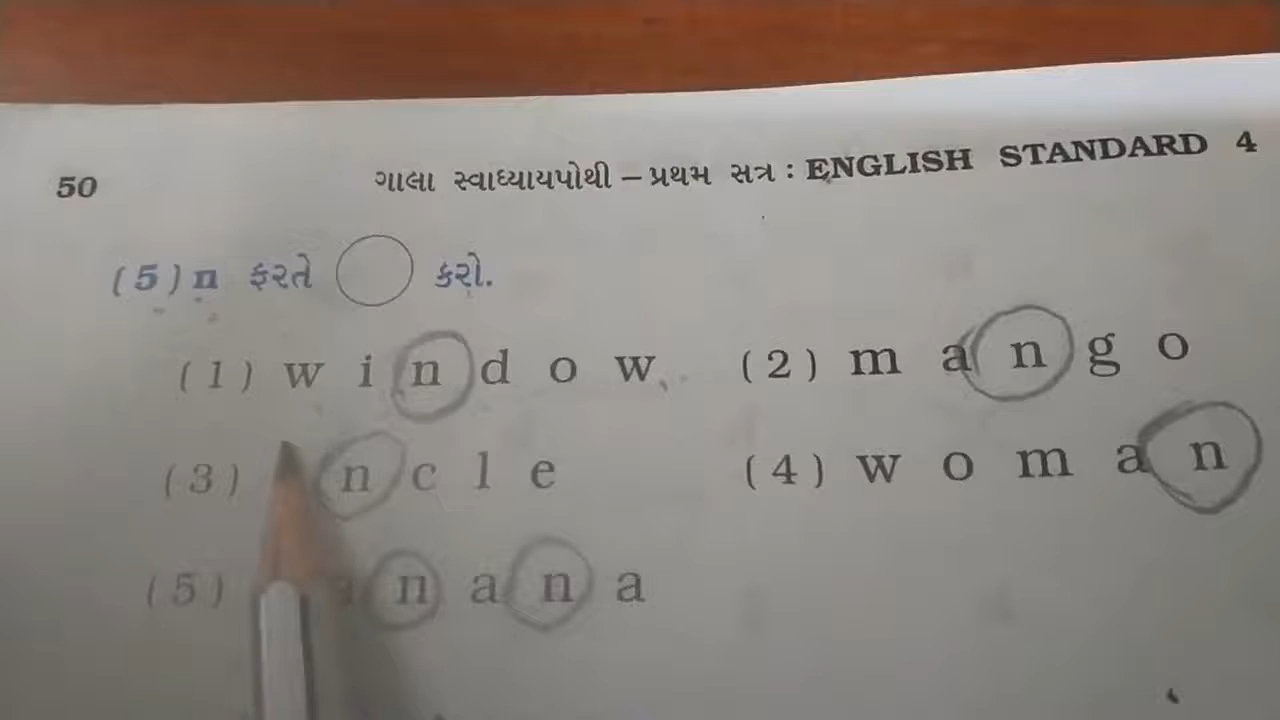 50 ગાલા સ્વાધ્યાયપોથી – પ્રથમ સત્ર : ENGLISH STANDARD 4
(5) n ફરતે ◯ કરો.
(1) w i n d o w (2) m a n g o
(3) n c l e (4) w o m a n
(5) a n a n a